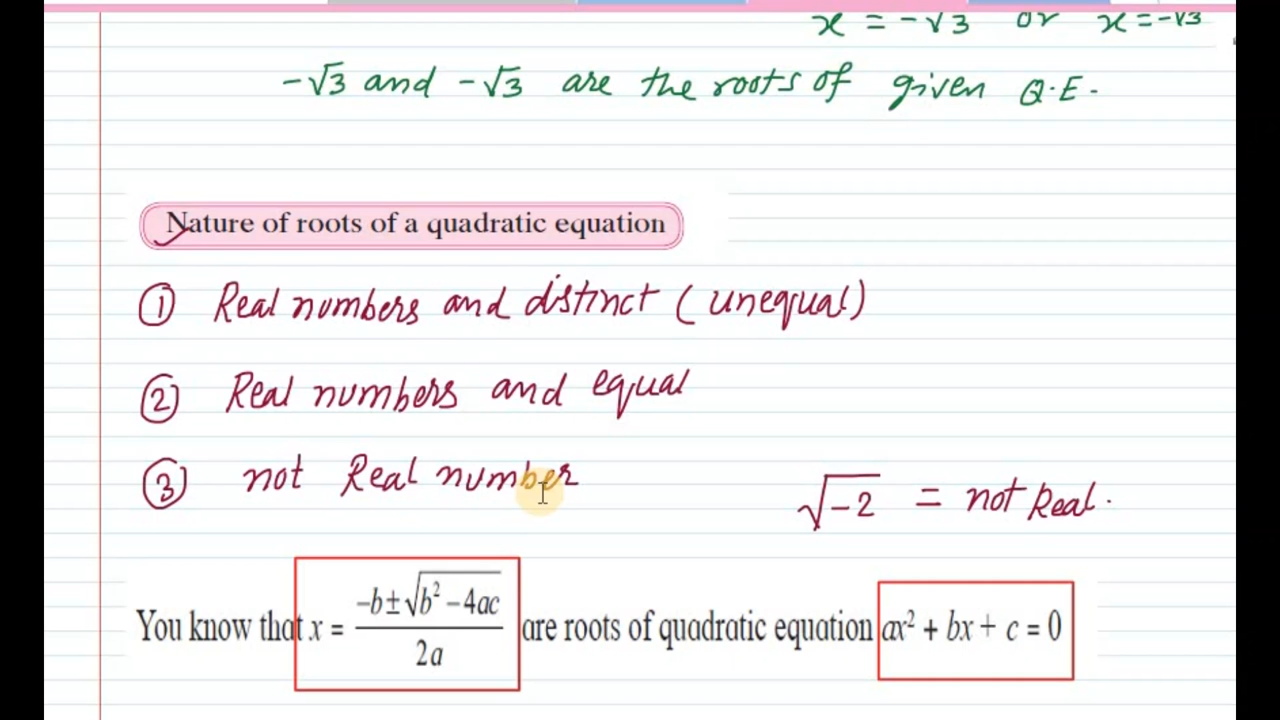 x = -√3 or x = -√3
-√3 and -√3 are the roots of given Q.E.
Nature of roots of a quadratic equation
① Real numbers and distinct (unequal)
② Real numbers and equal
③ not Real number
√-2 = not Real.
You know that x = (-b±√(b² - 4ac))/2a are roots of quadratic equation ax² + bx + c = 0